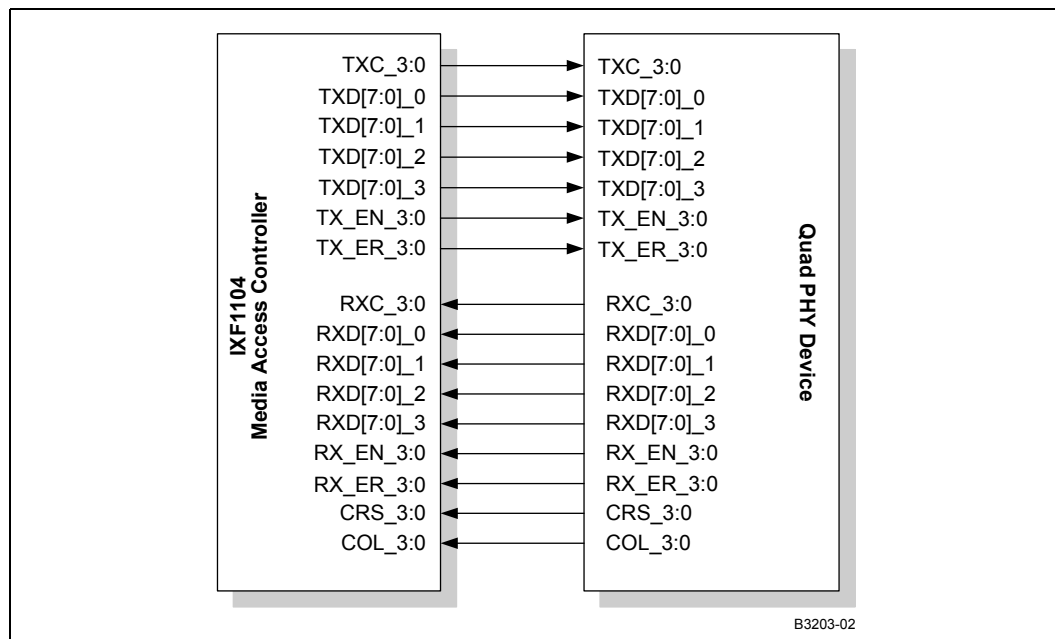 IXF1104
Media Access Controller
TXC_3:0
TXD[7:0]_0
TXD[7:0]_1
TXD[7:0]_2
TXD[7:0]_3
TX_EN_3:0
TX_ER_3:0
RXC_3:0
RXD[7:0]_0
RXD[7:0]_1
RXD[7:0]_2
RXD[7:0]_3
RX_EN_3:0
RX_ER_3:0
CRS_3:0
COL_3:0
TXC_3:0
TXD[7:0]_0
TXD[7:0]_1
TXD[7:0]_2
TXD[7:0]_3
TX_EN_3:0
TX_ER_3:0
RXC_3:0
RXD[7:0]_0
RXD[7:0]_1
RXD[7:0]_2
RXD[7:0]_3
RX_EN_3:0
RX_ER_3:0
CRS_3:0
COL_3:0
Quad PHY Device
B3203-02